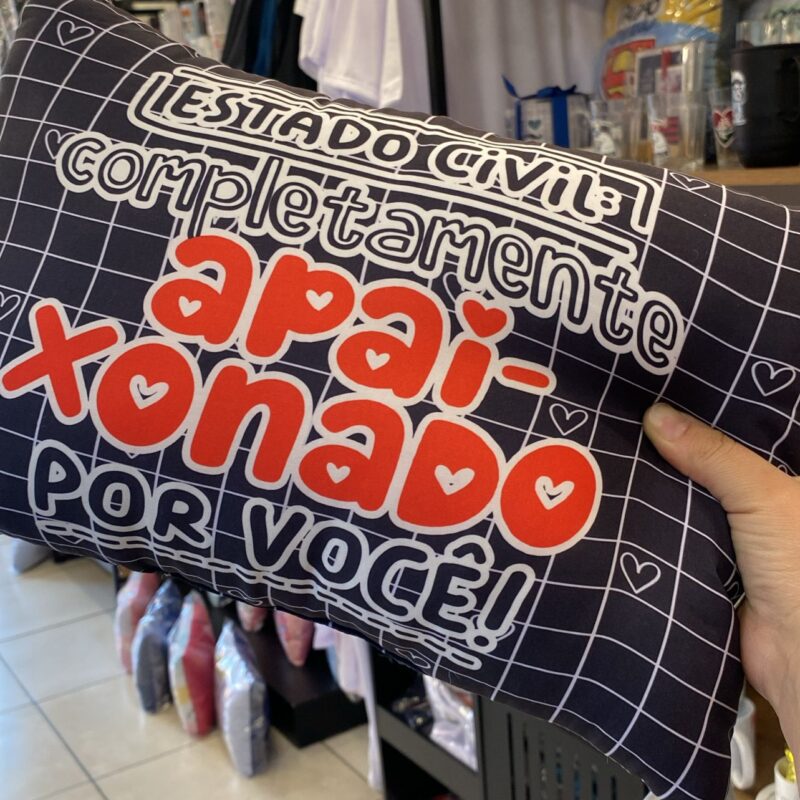 ESTADO CIVIL:
completamente
apai-
xonado
POR VOCÊ!